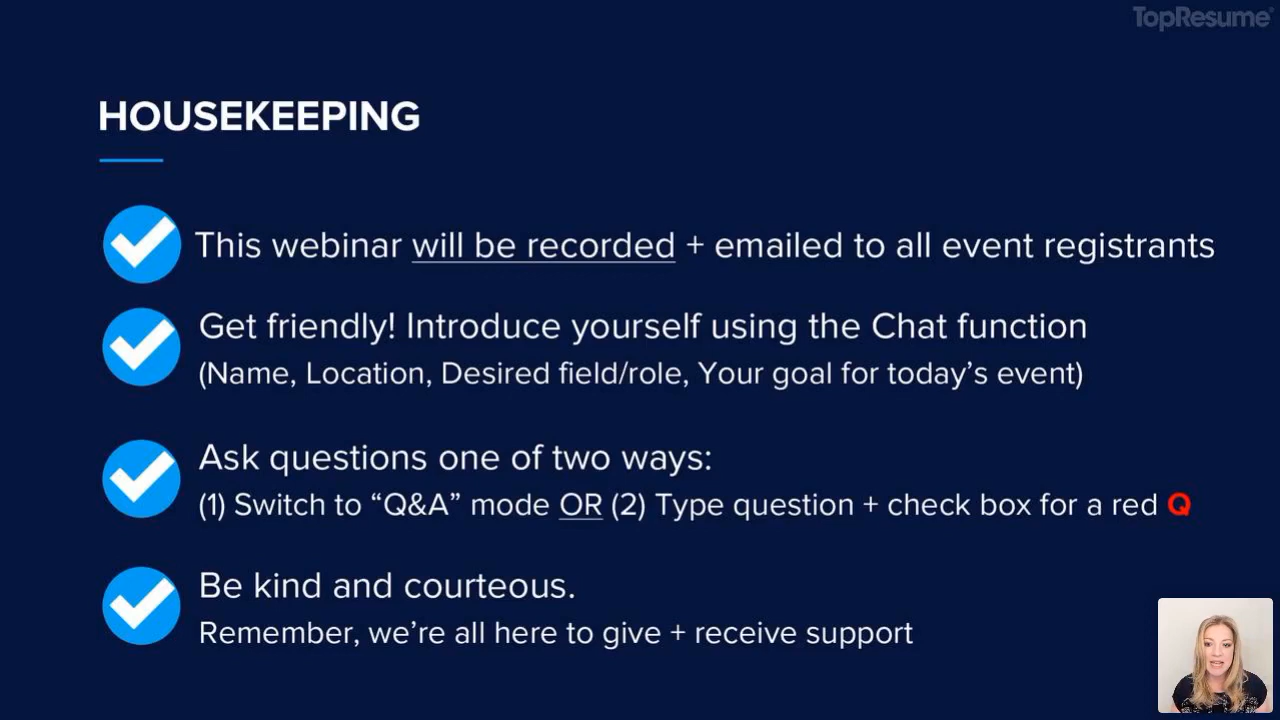 TopResume
HOUSEKEEPING
This webinar will be recorded + emailed to all event registrants
Get friendly! Introduce yourself using the Chat function
(Name, Location, Desired field/role, Your goal for today’s event)
Ask questions one of two ways:
(1) Switch to “Q&A” mode OR (2) Type question + check box for a red Q
Be kind and courteous.
Remember, we’re all here to give + receive support